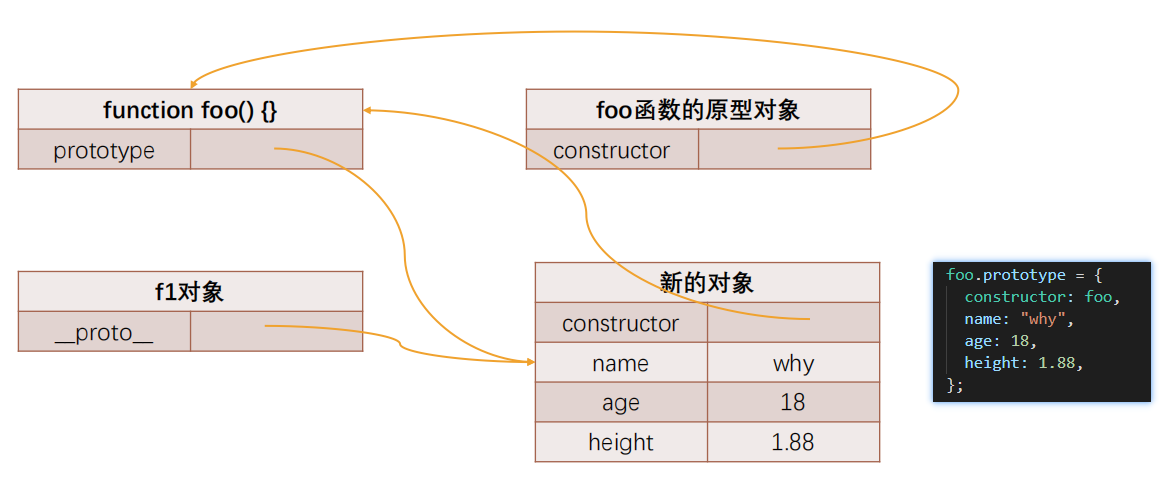 function foo() {}
prototype
foo函数的原型对象
constructor
f1对象
__proto__
新的对象
constructor
name why
age 18
height 1.88
foo.prototype = {
constructor: foo,
name: "why",
age: 18,
height: 1.88,
};